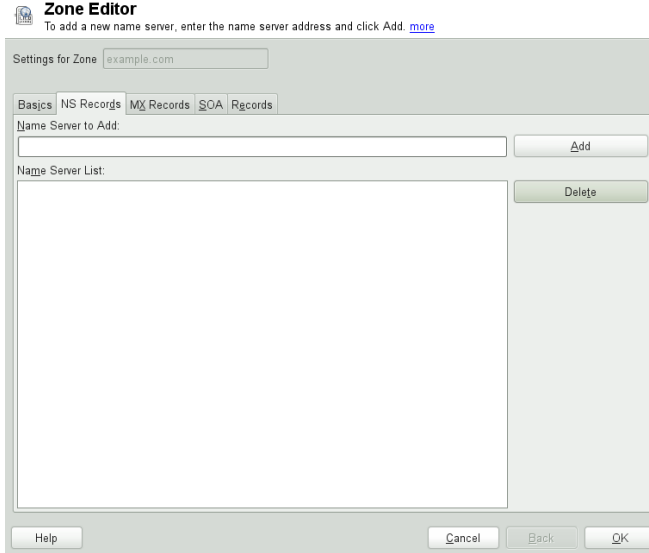 Zone Editor
To add a new name server, enter the name server address and click Add. more
Settings for Zone example.com
Basics NS Records MX Records SOA Records
Name Server to Add:
Add
Name Server List:
Delete
Help Cancel Back OK